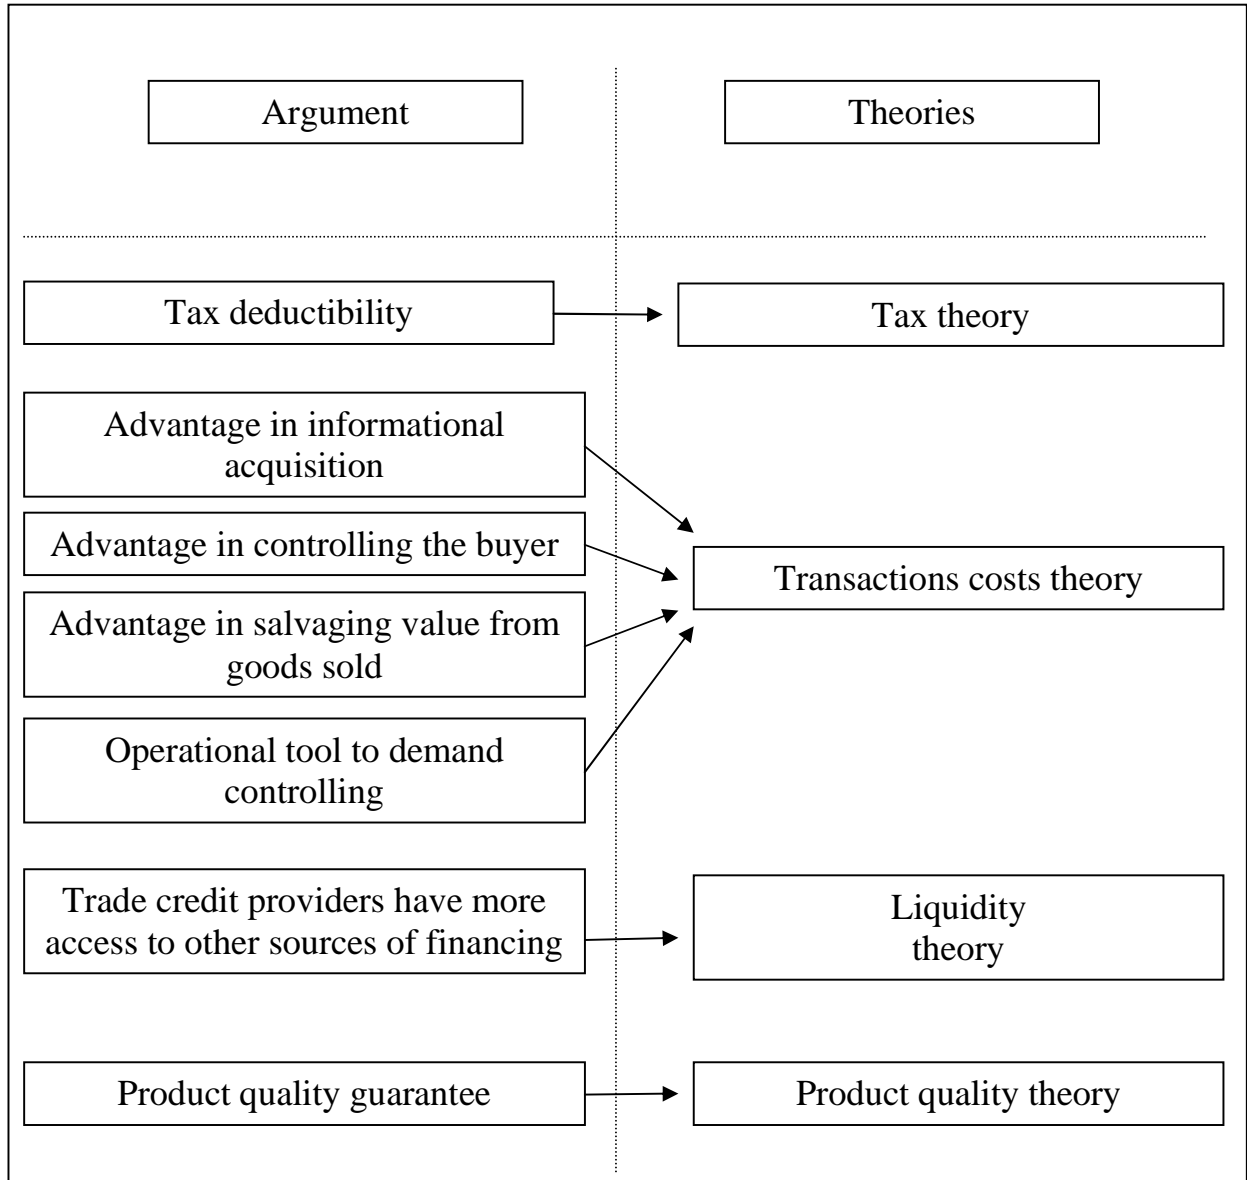 Argument
Theories
Tax deductibility
Tax theory
Advantage in informational
acquisition
Advantage in controlling the buyer
Transactions costs theory
Advantage in salvaging value from
goods sold
Operational tool to demand
controlling
Trade credit providers have more
access to other sources of financing
Liquidity
theory
Product quality guarantee
Product quality theory